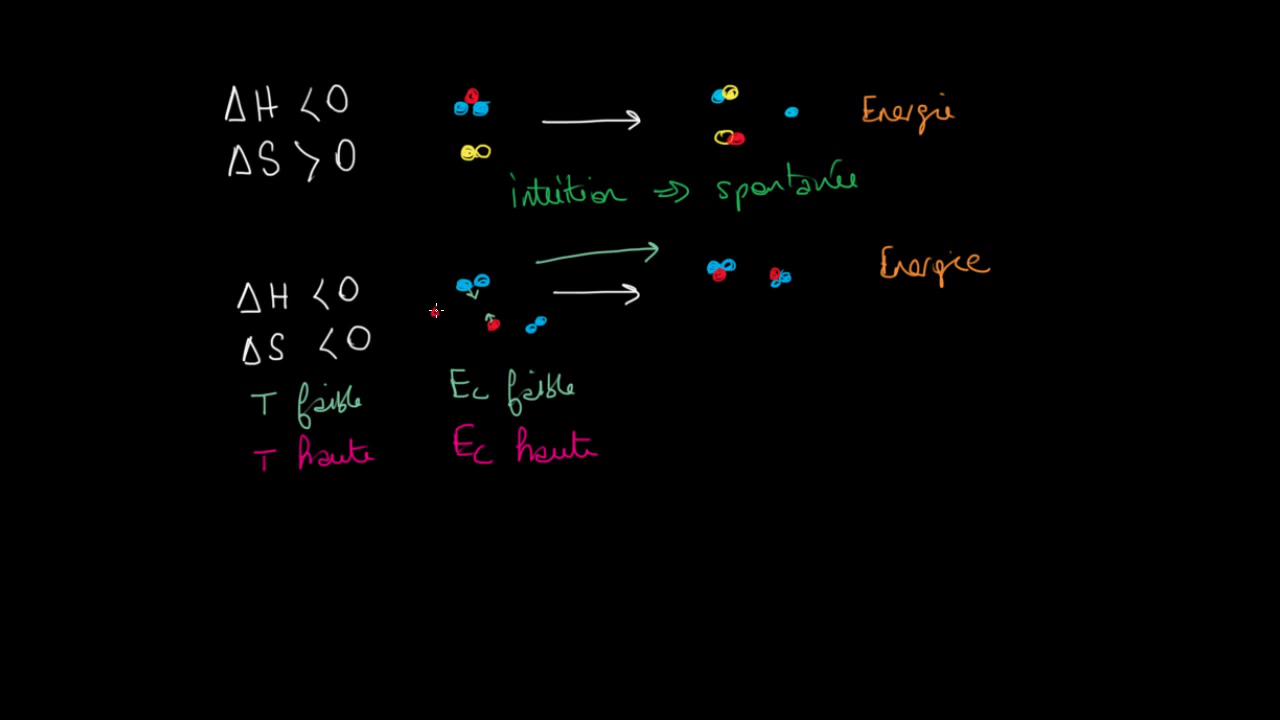 ΔH <0 Energie
ΔS >0
intuition => spontanée
ΔH <0 Energie
ΔS <0
T faible Ec faible
T haute Ec haute